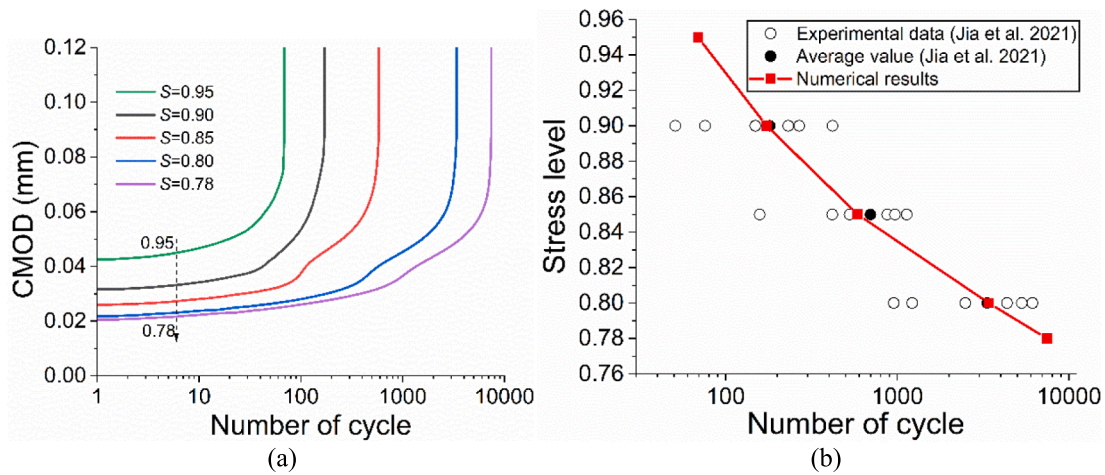 0.12
0.10
0.08
0.06
0.04
0.02
0.00
CMOD (mm)
S=0.95
S=0.90
S=0.85
S=0.80
S=0.78
0.95
0.78
1
10
100
1000
10000
Number of cycle
(a)
(b)
0.96
0.94
0.92
0.90
0.88
0.86
0.84
0.82
0.80
0.78
0.76
Stress level
Experimental data (Jia et al. 2021)
Average value (Jia et al. 2021)
Numerical results
100
1000
10000
Number of cycle
(b)